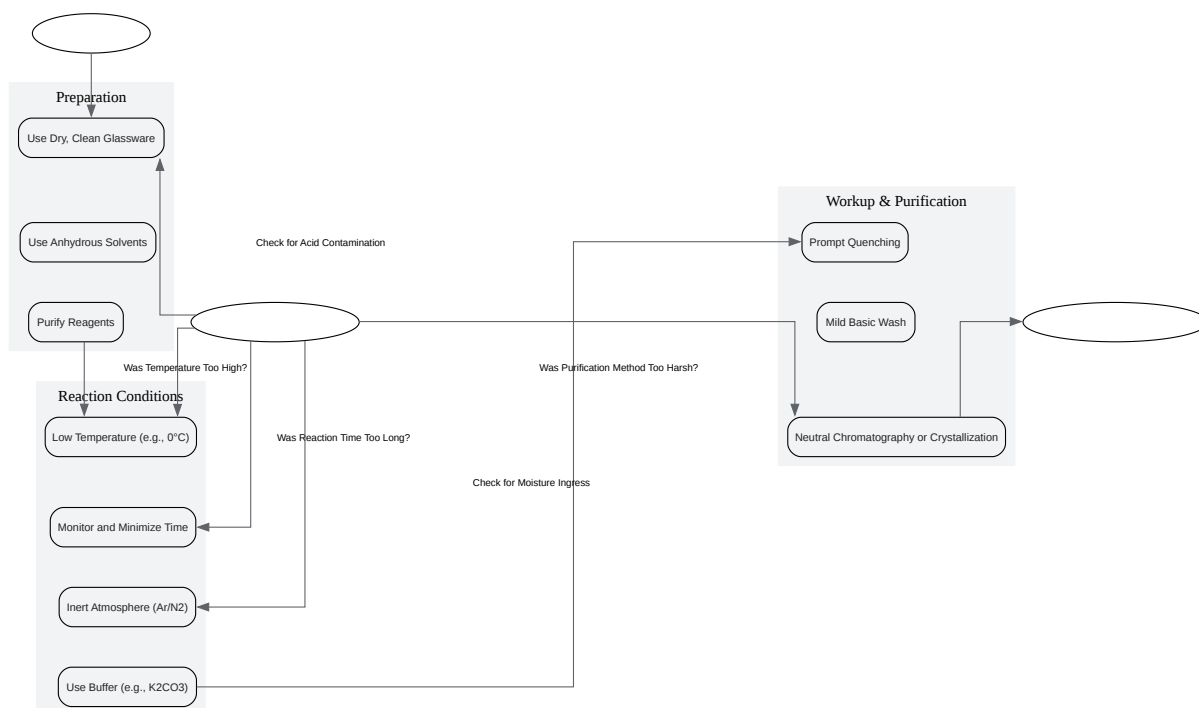 Preparation
Use Dry, Clean Glassware
Use Anhydrous Solvents
Purify Reagents
Check for Acid Contamination
Was Temperature Too High?
Reaction Conditions
Low Temperature (e.g., 0°C)
Was Reaction Time Too Long?
Monitor and Minimize Time
Inert Atmosphere (Ar/N2)
Use Buffer (e.g., K2CO3)
Was Purification Method Too Harsh?
Check for Moisture Ingress
Workup & Purification
Prompt Quenching
Mild Basic Wash
Neutral Chromatography or Crystallization